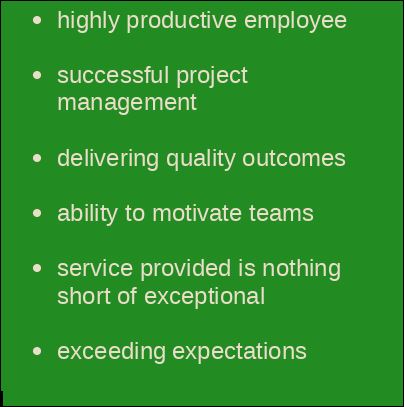 • highly productive employee
• successful project
management
• delivering quality outcomes
• ability to motivate teams
• service provided is nothing
short of exceptional
• exceeding expectations